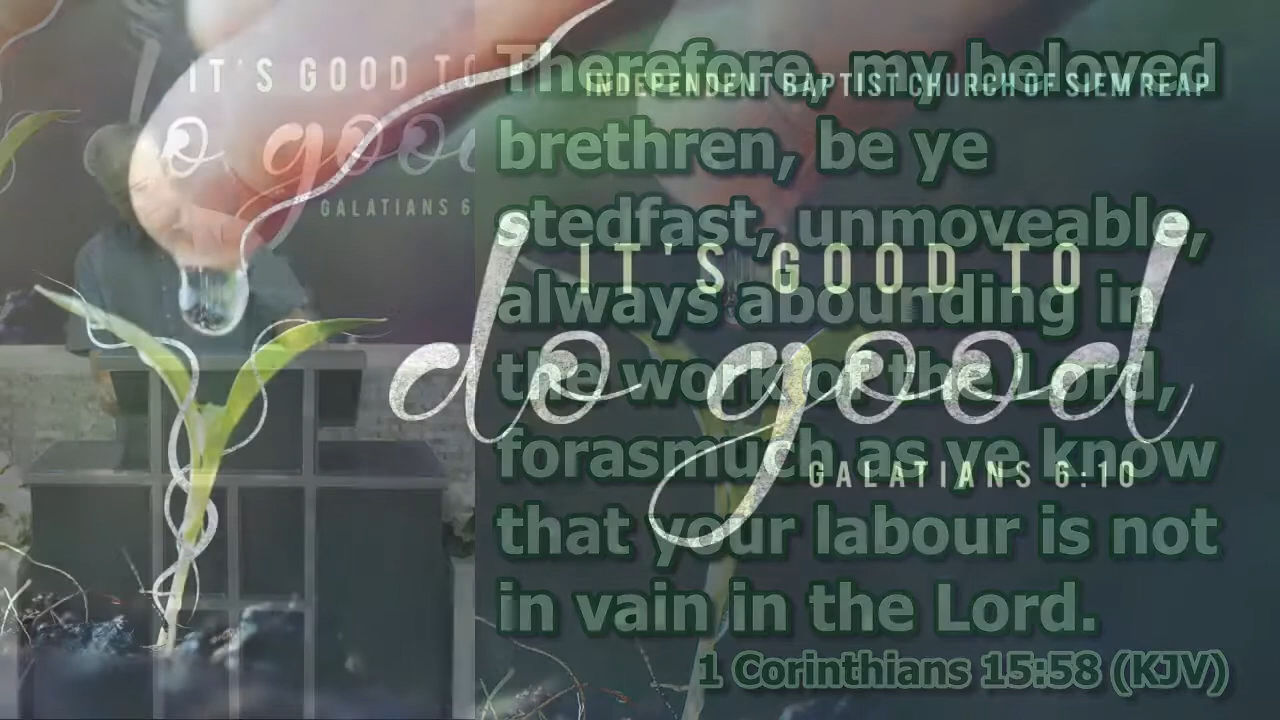 IT'S GOOD TO
do good
GALATIANS 6
INDEPENDENT BAPTIST CHURCH OF SIEM REAP
IT'S GOOD TO
do good
GALATIANS 6:10
Therefore, my beloved
brethren, be ye
stedfast, unmoveable,
always abounding in
the work of the Lord,
forasmuch as ye know
that your labour is not
in vain in the Lord.
1 Corinthians 15:58 (KJV)